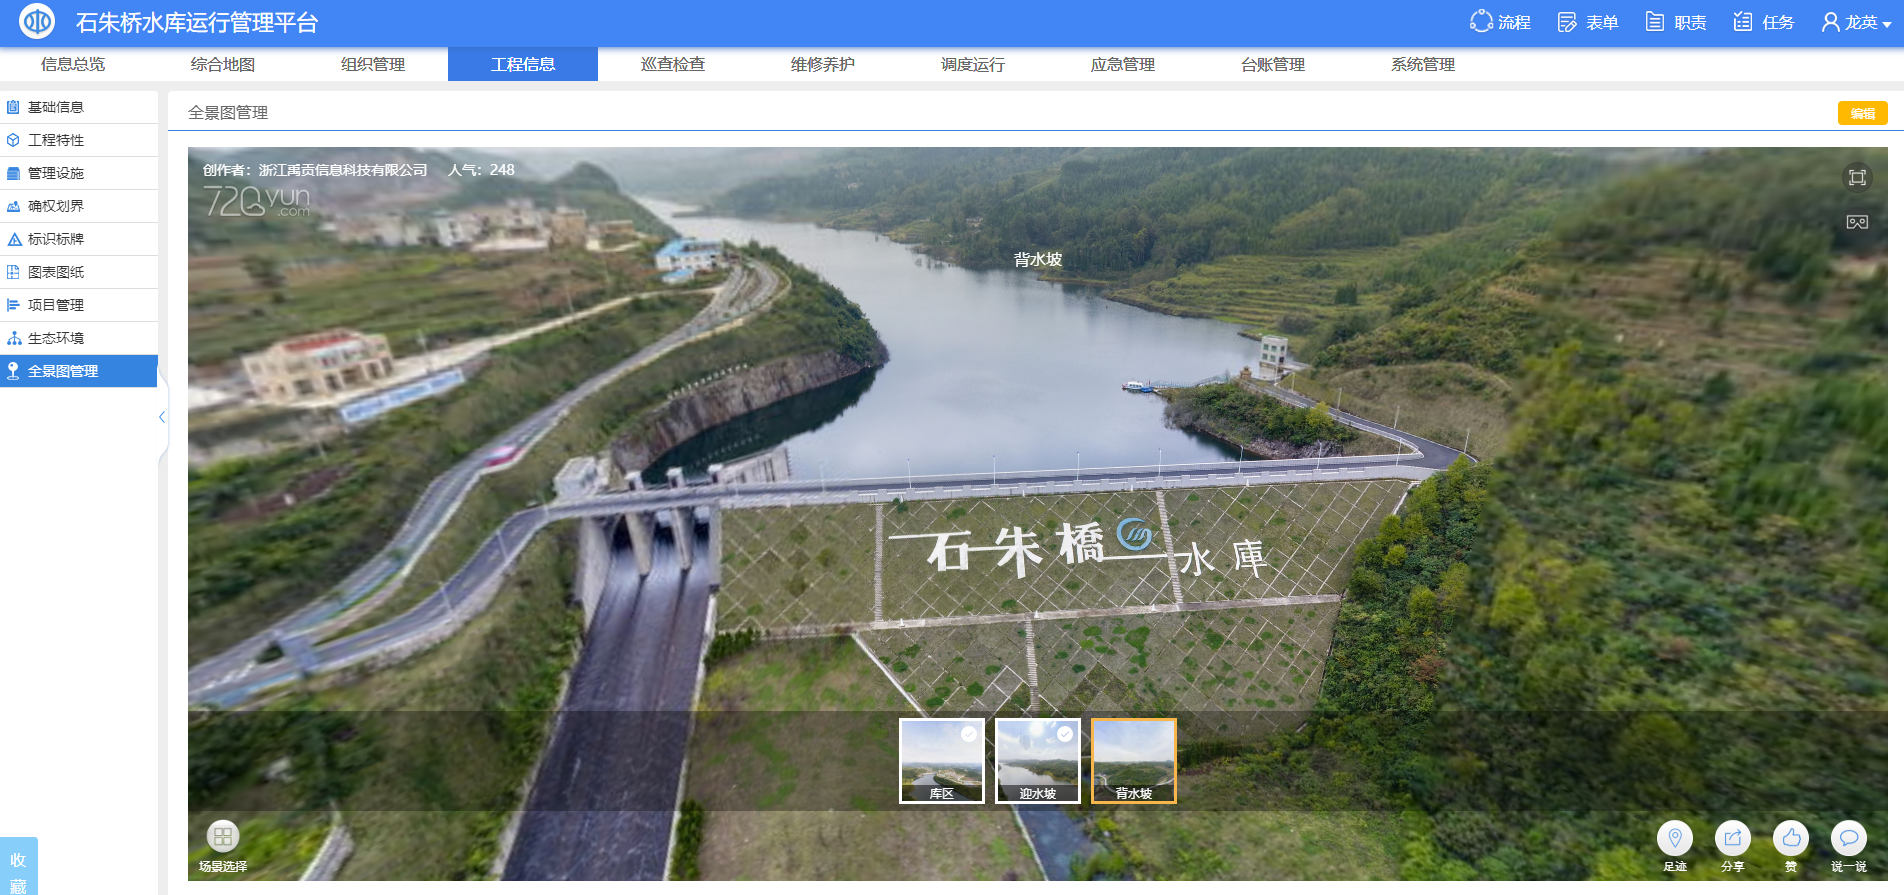 石朱桥水库运行管理平台
流程 表单 职责 任务 龙英
信息总览 综合地图 组织管理 工程信息 巡查检查 维修养护 调度运行 应急管理 台账管理 系统管理
基础信息
工程特性
管理设施
确权划界
标识标牌
图表图纸
项目管理
生态环境
全景图管理
全景图管理 编辑
创作者：浙江禹贡信息科技有限公司 人气：248
720yun
.com
背水坡
石朱橋水庫
库区 迎水坡 背水坡
场景选择 足迹 分享 赞 说一说
收
藏